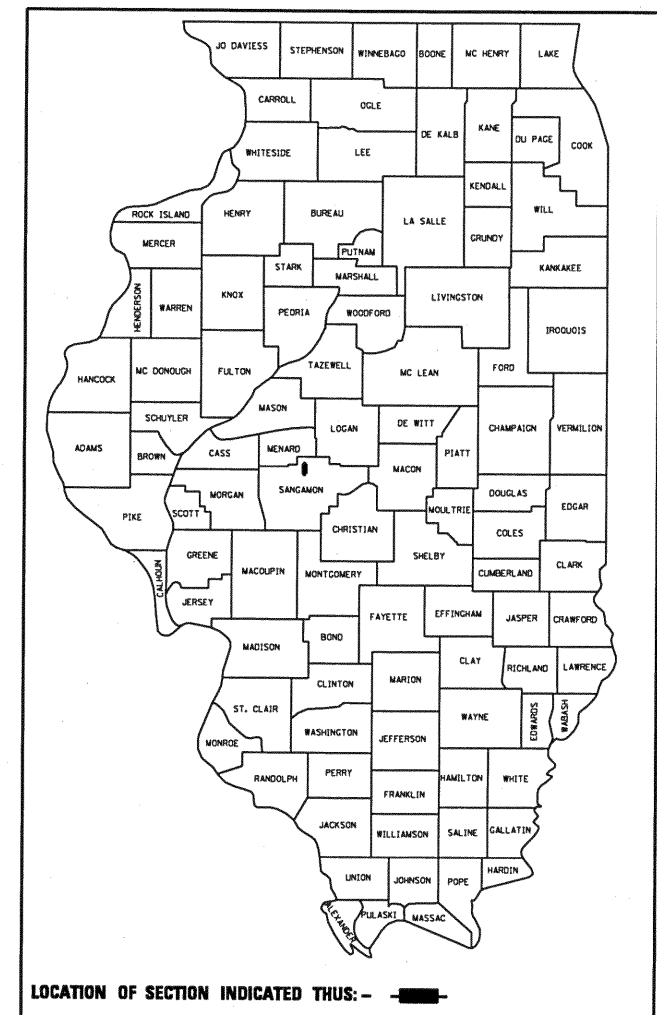 JO DAVIESS STEPHENSON WINNEBAGO BOONE MC HENRY LAKE
CARROLL OGLE DE KALB KANE DU PAGE COOK
WHITESIDE LEE
KENDALL WILL
ROCK ISLAND HENRY BUREAU LA SALLE
MERCER PUTNAM GRUNDY
STARK MARSHALL KANKAKEE
HENDERSON WARREN KNOX PEORIA WOODFORD LIVINGSTON IROQUOIS
HANCOCK MC DONOUGH FULTON TAZEWELL MC LEAN FORD
SCHUYLER MASON
ADAMS BROWN CASS MENARD LOGAN DE WITT PIATT CHAMPAIGN VERMILION
MACON
PIKE SCOTT MORGAN SANGAMON MOULTRIE DOUGLAS EDGAR
CHRISTIAN COLES
GREENE SHELBY
CALHOUN JERSEY MACOUPIN MONTGOMERY CUMBERLAND CLARK
FAYETTE EFFINGHAM JASPER CRAWFORD
MADISON BOND
CLAY RICHLAND LAWRENCE
CLINTON MARION
ST. CLAIR WAYNE EDWARDS WABASH
MONROE WASHINGTON JEFFERSON
RANDOLPH PERRY HAMILTON WHITE
FRANKLIN
JACKSON WILLIAMSON SALINE GALLATIN
UNION JOHNSON POPE HARDIN
ALEXANDER PULASKI MASSAC
LOCATION OF SECTION INDICATED THUS: -